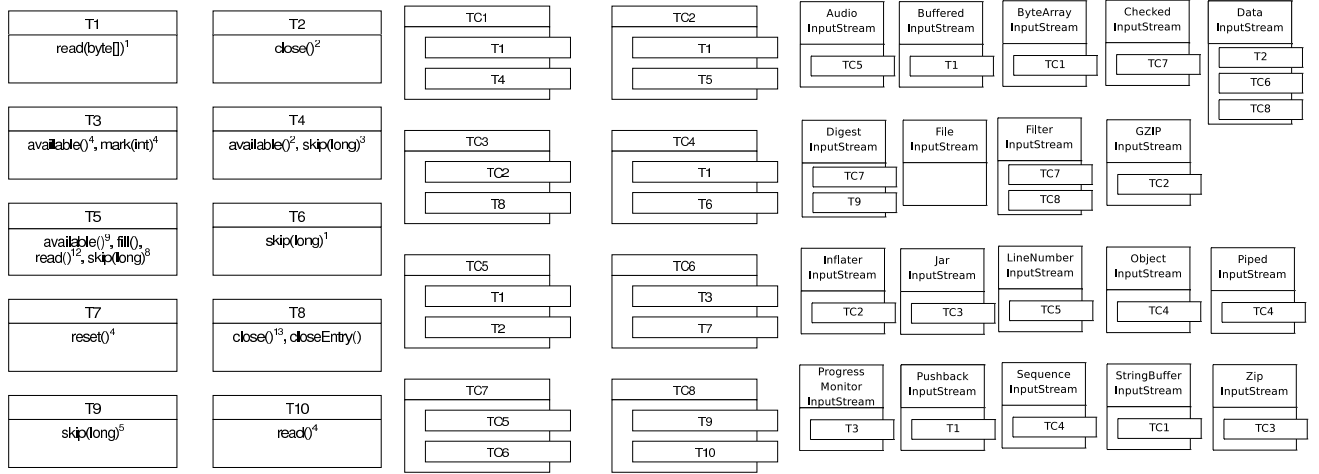 T1
read(byte[])¹
T2
close()²
T3
available()⁴, mark(int)⁴
T4
available()², skip(long)³
T5
available()⁹, fill(),
read()¹², skip(long)⁸
T6
skip(long)¹
T7
reset()⁴
T8
close()¹³, closeEntry()
T9
skip(long)⁵
T10
read()⁴
TC1
T1
T4
TC2
T1
T5
TC3
TC2
T8
TC4
T1
T6
TC5
T1
T2
TC6
T3
T7
TC7
TC5
TC6
TC8
T9
T10
Audio
InputStream
TC5
Buffered
InputStream
T1
ByteArray
InputStream
TC1
Checked
InputStream
TC7
Data
InputStream
T2
TC6
TC8
Digest
InputStream
TC7
T9
File
InputStream
Filter
InputStream
TC7
TC8
GZIP
InputStream
TC2
Inflater
InputStream
TC2
Jar
InputStream
TC3
LineNumber
InputStream
TC5
Object
InputStream
TC4
Piped
InputStream
TC4
Progress
Monitor
InputStream
T3
Pushback
InputStream
T1
Sequence
InputStream
TC4
StringBuffer
InputStream
TC1
Zip
InputStream
TC3